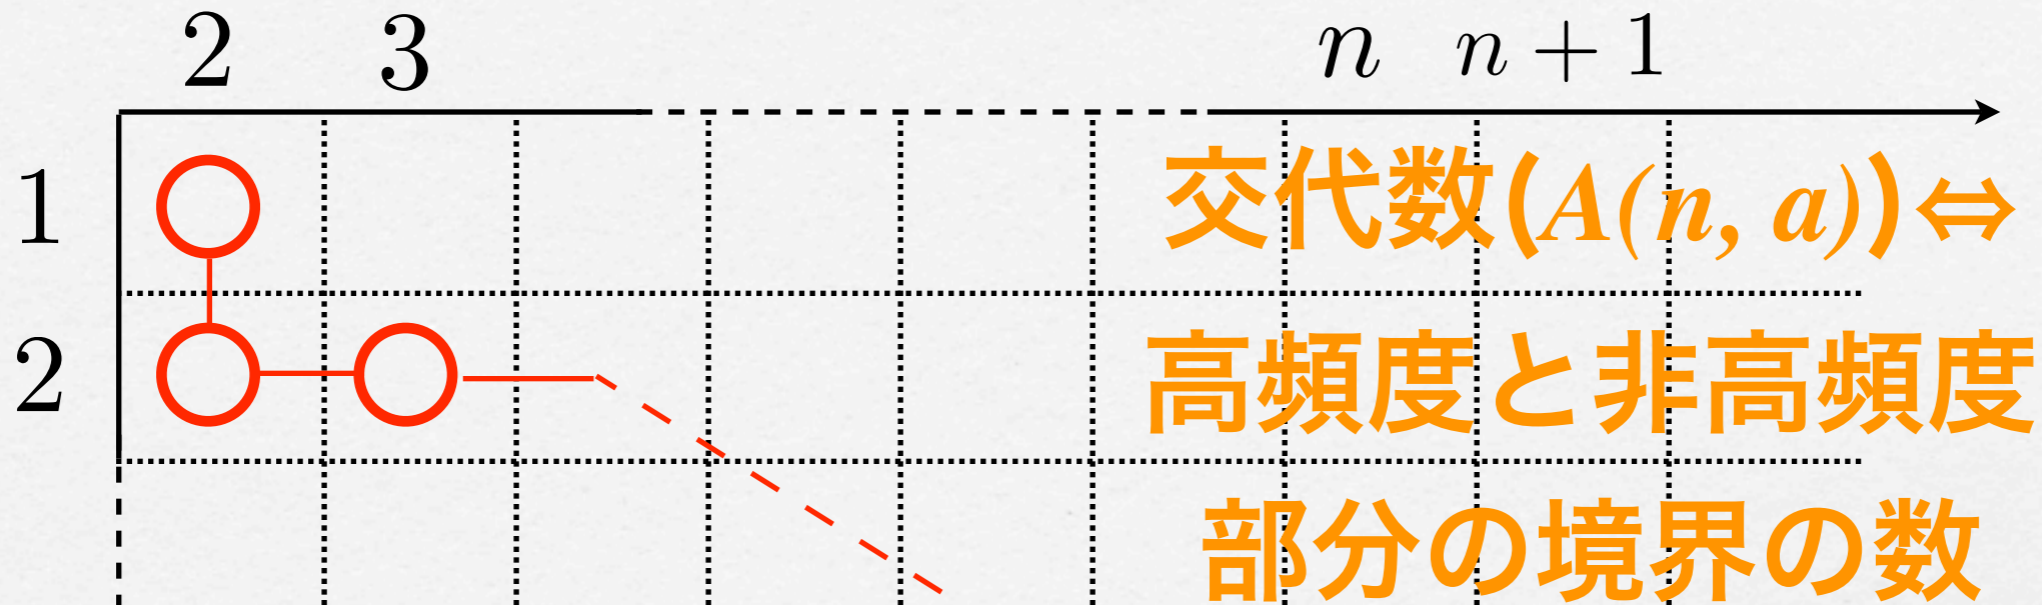 2 3 n n + 1
1 交代数(A(n, a))⇔
2 高頻度と非高頻度
部分の境界の数